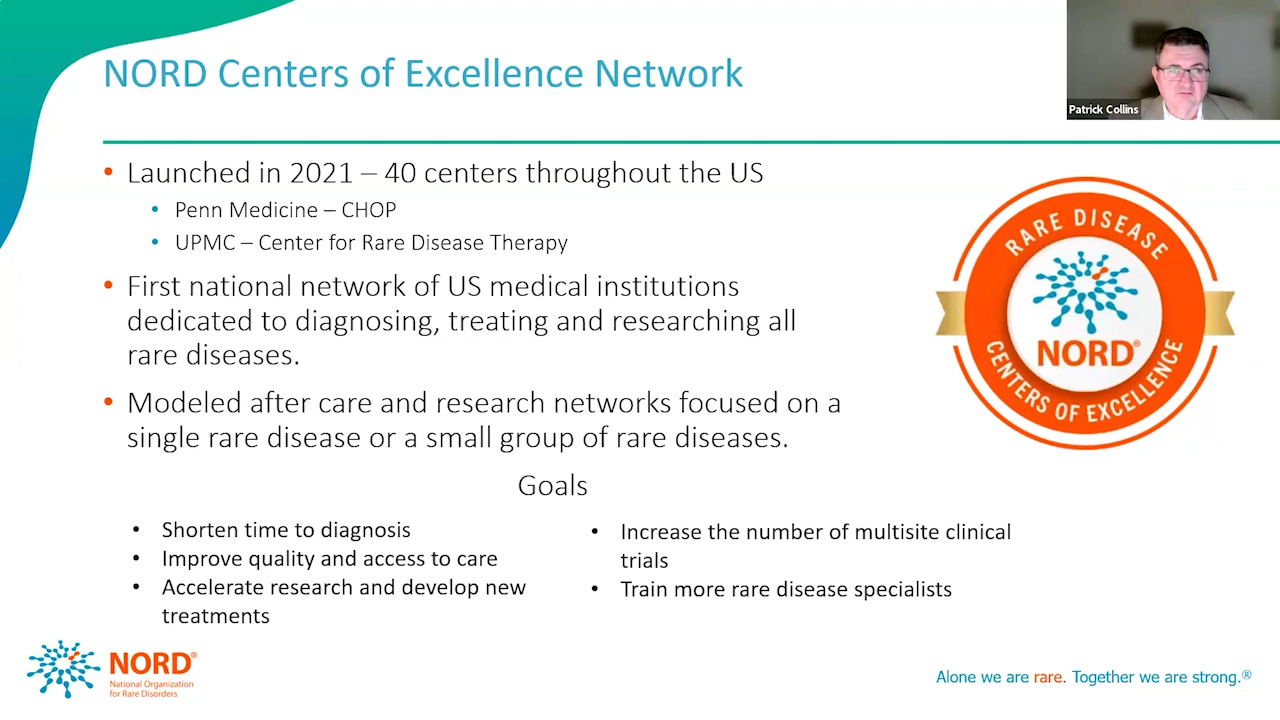 NORD Centers of Excellence Network
Patrick Collins
• Launched in 2021 – 40 centers throughout the US
• Penn Medicine – CHOP
• UPMC – Center for Rare Disease Therapy
• First national network of US medical institutions
dedicated to diagnosing, treating and researching all
rare diseases.
• Modeled after care and research networks focused on a
single rare disease or a small group of rare diseases.
RARE DISEASE
NORD®
CENTERS OF EXCELLENCE
Goals
• Shorten time to diagnosis
• Improve quality and access to care
• Accelerate research and develop new
treatments
• Increase the number of multisite clinical
trials
• Train more rare disease specialists
NORD®
National Organization
for Rare Disorders
Alone we are rare. Together we are strong.®